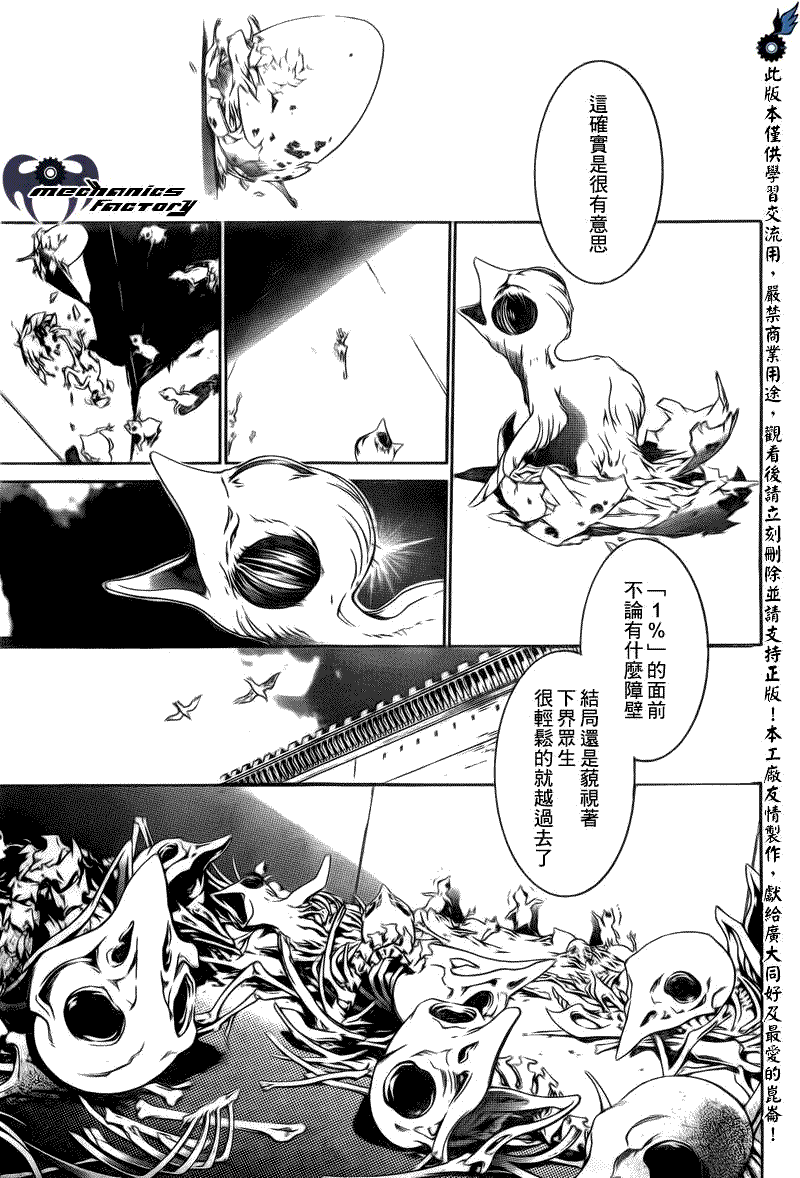 這確實是很有意思
「1%」的面前
不論有什麼障壁
結局還是藐視著
下界眾生
很輕鬆的就越過去了
mechanics
factory
此版本僅供學習交流用，嚴禁商業用途，觀看後請立刻刪除並請支持正版！本工廠友情製作，獻給廣大同好及最愛的崑崙！